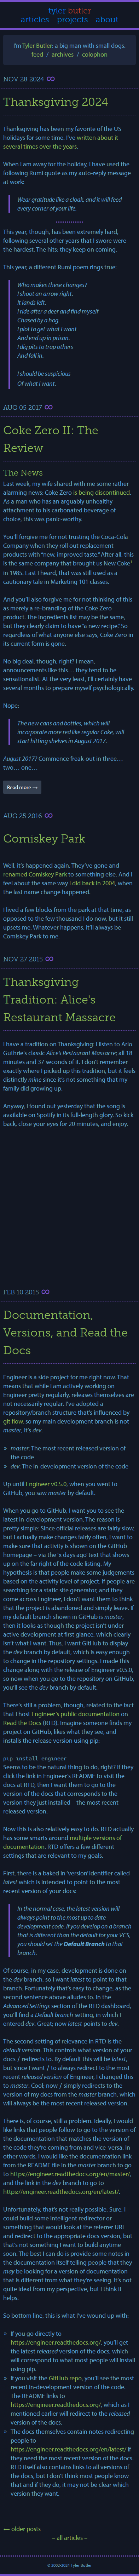 tyler butler
articles projects about
I'm Tyler Butler: a big man with small dogs.
feed / archives / colophon
NOV 28 2024 ∞
Thanksgiving 2024
Thanksgiving has been my favorite of the US
holidays for some time. I've written about it
several times over the years.
When I am away for the holiday, I have used the
following Rumi quote as my auto-reply message
at work:
Wear gratitude like a cloak, and it will feed
every corner of your life.
This year, though, has been extremely hard,
following several other years that I swore were
the hardest. The hits: they keep on coming.
This year, a different Rumi poem rings true:
Who makes these changes?
I shoot an arrow right.
It lands left.
I ride after a deer and find myself
Chased by a hog.
I plot to get what I want
And end up in prison.
I dig pits to trap others
And fall in.
I should be suspicious
Of what I want.
AUG 05 2017 ∞
Coke Zero II: The
Review
The News
Last week, my wife shared with me some rather
alarming news: Coke Zero is being discontinued.
As a man who has an arguably unhealthy
attachment to his carbonated beverage of
choice, this was panic-worthy.
You'll forgive me for not trusting the Coca-Cola
Company when they roll out replacement
products with "new, improved taste." After all, this
is the same company that brought us New Coke1
in 1985, which was such a fail that it was used as
a cautionary tale in Marketing 101 classes.
And you'll also forgive me for not thinking of this
as merely a re-branding of the Coke Zero
product. The ingredients list may be the same,
but they clearly claim to have a "new recipe." So
regardless of what anyone else says, Coke Zero in
its current form is gone.
No big deal, though, right? I mean,
announcements like this… they tend to be
sensationalist. At the very least, I'll certainly have
several months to prepare myself psychologically.
Nope:
The new cans and bottles, which will
incorporate more red like regular Coke, will
start hitting shelves in August 2017.
August 2017? Commence freak-out in three…
two… one…
Read more →
AUG 25 2016 ∞
Comiskey Park
Well, it's happened again. They've gone and
renamed Comiskey Park to something else. And I
feel about the same way I did back in 2004, when
the last name change happened.
I lived a few blocks from the park at that time, as
opposed to the few thousand I do now, but it still
upsets me. Whatever happens, It'll always be
Comiskey Park to me.
NOV 27 2015 ∞
Thanksgiving
Tradition: Alice's
Restaurant Massacre
I have a tradition on Thanksgiving: I listen to Arlo
Guthrie's classic Alice's Restaurant Massacre; all 18
minutes and 37 seconds of it. I don't remember
exactly where I picked up this tradition, but it feels
distinctly mine since it's not something that my
family did growing up or anything.
Anyway, I found out yesterday that the song is
available on Spotify in its full-length glory. So kick
back, close your eyes for 20 minutes, and enjoy.
FEB 10 2015 ∞
Documentation,
Versions, and Read the
Docs
Engineer is a side project for me right now. That
means that while I am actively working on
Engineer pretty regularly, releases themselves are
not necessarily regular. I've adopted a
repository/branch structure that's influenced by
git flow, so my main development branch is not
master, it's dev.
master: The most recent released version of
the code
dev: The in-development version of the code
Up until Engineer v0.5.0, when you went to
GitHub, you saw master by default.
When you go to GitHub, I want you to see the
latest in-development version. The reason is
pretty simple: Since official releases are fairly slow,
but I actually make changes fairly often, I want to
make sure that activity is shown on the GitHub
homepage – via the 'n days ago text that shows
up on the far right of the code listing. My
hypothesis is that people make some judgements
based on the activity level of project. If people are
searching for a static site generator and they
come across Engineer, I don't want them to think
that the project is abandoned and simply leave. If
my default branch shown in GitHub is master,
then it looks as though the project isn't under
active development at first glance, which clearly
isn't what I want. Thus, I want GitHub to display
the dev branch by default, which is easy to do. I
made this change with the release of Engineer v0.5.0,
so now when you go to the repository on GitHub,
you'll see the dev branch by default.
There's still a problem, though, related to the fact
that I host Engineer's public documentation on
Read the Docs (RTD). Imagine someone finds my
project on GitHub, likes what they see, and
installs the release version using pip:
pip install engineer
Seems to be the natural thing to do, right? If they
click the link in Engineer's README to visit the
docs at RTD, then I want them to go to the
version of the docs that corresponds to the
version they just installed – the most recent
released version.
Now this is also relatively easy to do. RTD actually
has some smarts around multiple versions of
documentation. RTD offers a few different
settings that are relevant to my goals.
First, there is a baked in 'version' identifier called
latest which is intended to point to the most
recent version of your docs:
In the normal case, the latest version will
always point to the most up to date
development code. If you develop on a branch
that is different than the default for your VCS,
you should set the Default Branch to that
branch.
Of course, in my case, development is done on
the dev branch, so I want latest to point to that
branch. Fortunately that's easy to change; as the
second sentence above alludes to. In the
Advanced Settings section of the RTD dashboard,
you'll find a Default Branch setting, in which I
entered dev. Great; now latest points to dev.
The second setting of relevance in RTD is the
default version. This controls what version of your
docs / redirects to. By default this will be latest,
but since I want / to always redirect to the most
recent released version of Engineer, I changed this
to master. Cool; now / simply redirects to the
version of my docs from the master branch, which
will always be the most recent released version.
There is, of course, still a problem. Ideally, I would
like links that people follow to go to the version of
the documentation that matches the version of
the code they're coming from and vice-versa. In
other words, I would like the documentation link
from the README file in the master branch to go
to https://engineer.readthedocs.org/en/master/,
and the link in the dev branch to go to
https://engineer.readthedocs.org/en/latest/.
Unfortunately, that's not really possible. Sure, I
could build some intelligent redirector or
something that would look at the referrer URL
and redirect to the appropriate docs version, but
that's not something I want to build anytime
soon. The best I can do is provide some notes in
the documentation itself telling people that they
may be looking for a version of documentation
that is different from what they're seeing. It's not
quite ideal from my perspective, but I think it
helps.
So bottom line, this is what I've wound up with:
If you go directly to
https://engineer.readthedocs.org/, you'll get
the latest released version of docs, which will
correspond to what most people will install
using pip.
If you visit the GitHub repo, you'll see the most
recent in-development version of the code.
The README links to
https://engineer.readthedocs.org/, which as I
mentioned earlier will redirect to the released
version of the docs.
The docs themselves contain notes redirecting
people to
https://engineer.readthedocs.org/en/latest/ if
they need the most recent version of the docs.
RTD itself also contains links to all versions of
the docs, but I don't think most people know
that and if they do, it may not be clear which
version they want.
← older posts
– all articles –
© 2002-2024 Tyler Butler